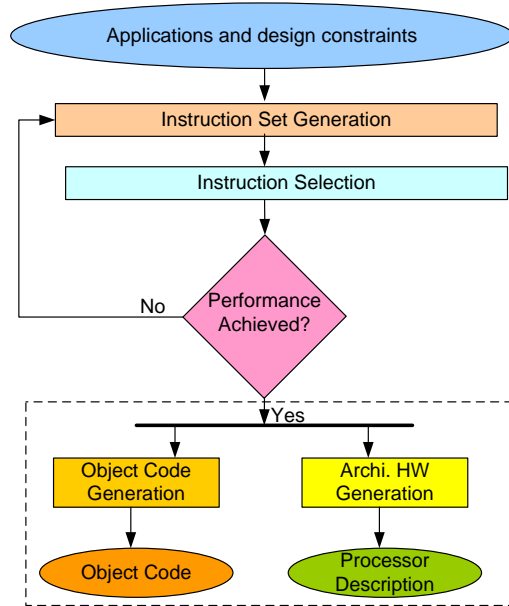 Applications and design constraints
Instruction Set Generation
Instruction Selection
Performance
Achieved?
No
Yes
Object Code
Generation
Archi. HW
Generation
Object Code
Processor
Description